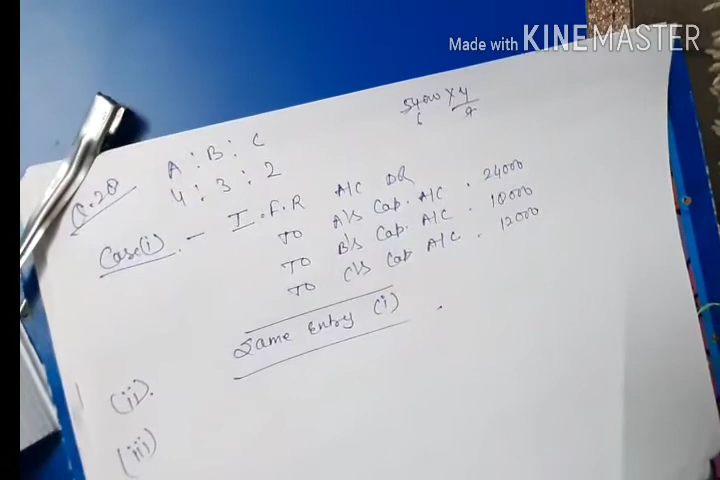 Made with KINEMASTER
54000 X 4
6 9
Q.28 A : B : C
4 : 3 : 2
Case(i) - I.F.R A/C DR
To A's Cap. A/C . 24000
To B's Cap. A/C . 18000
To C's Cap A/C . 12000
Same Entry (i)
(ii).
(iii)